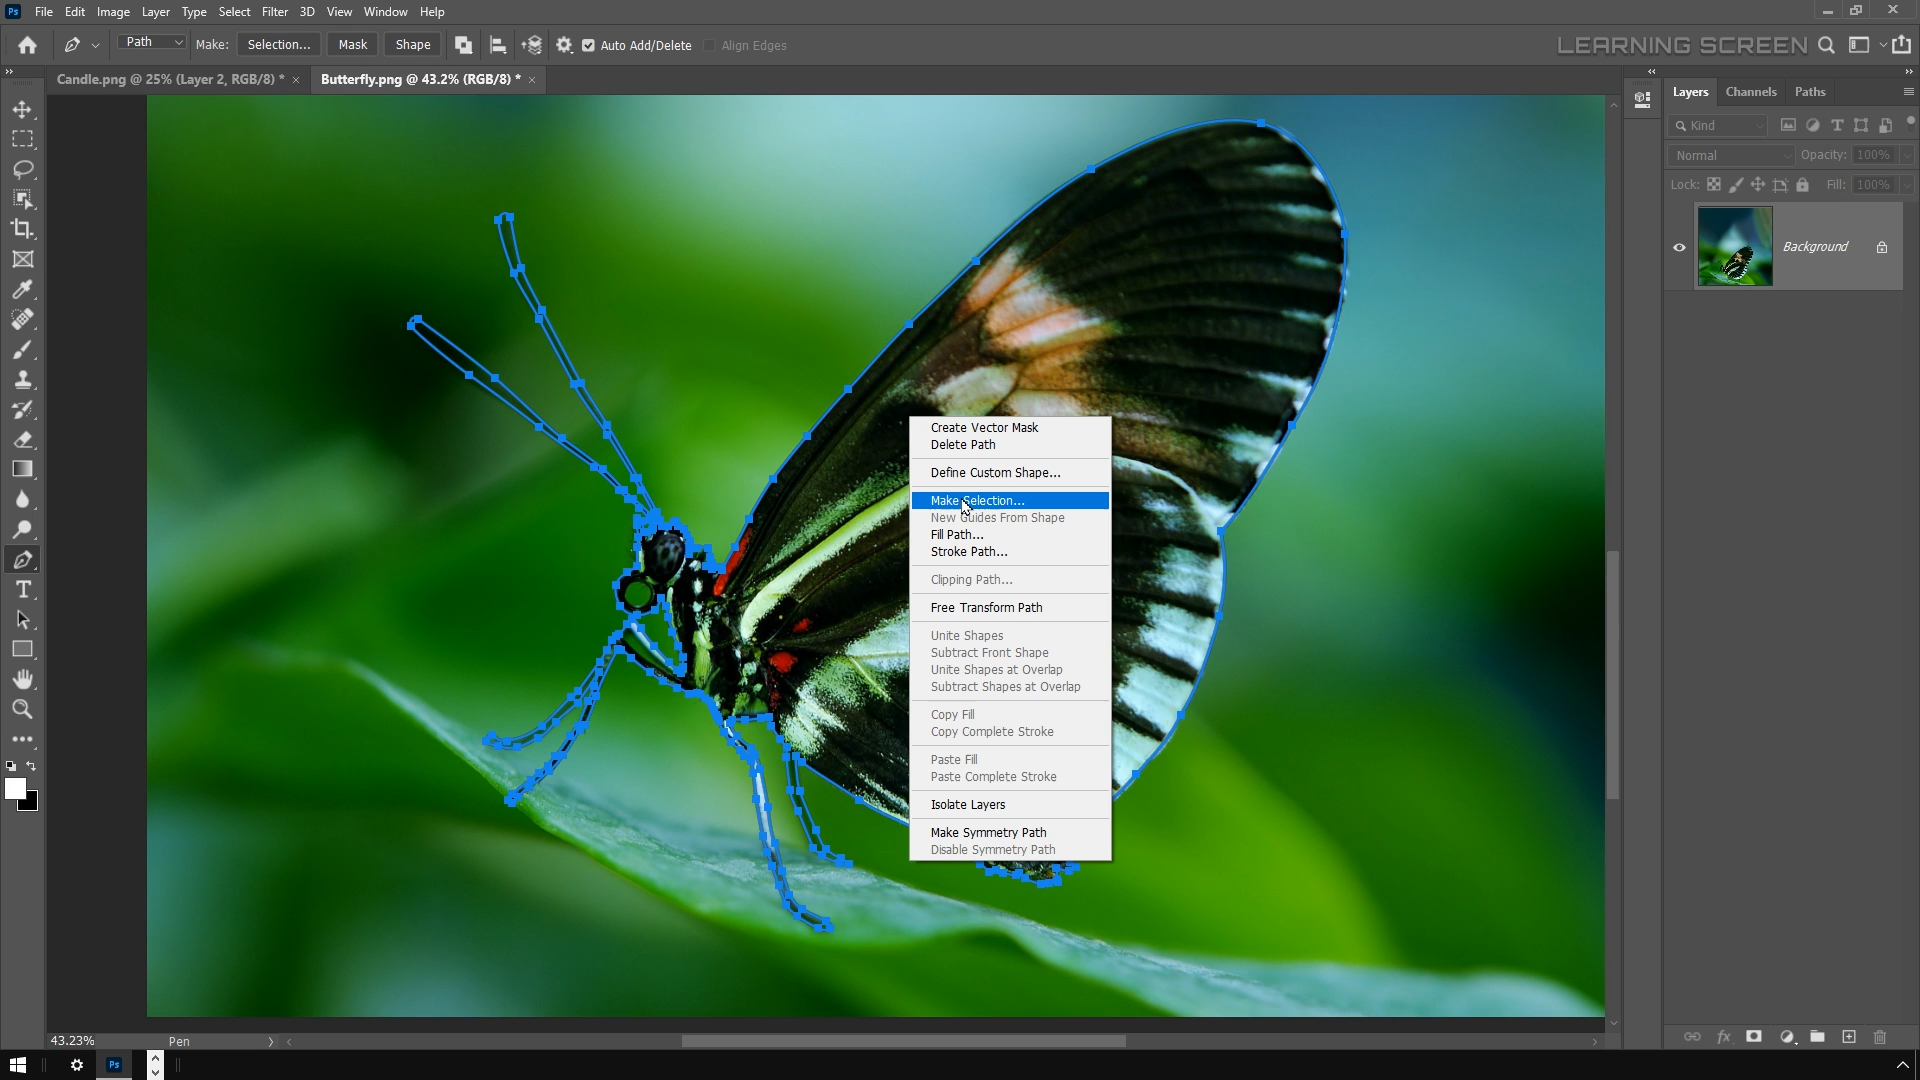 Ps File Edit Image Layer Type Select Filter 3D View Window Help
Path Make: Selection... Mask Shape Auto Add/Delete Align Edges LEARNING SCREEN
Candle.png @ 25% (Layer 2, RGB/8) * × Butterfly.png @ 43.2% (RGB/8) * ×
Layers Channels Paths
Kind
Normal Opacity: 100%
Lock: Fill: 100%
Background
Create Vector Mask
Delete Path
Define Custom Shape...
Make Selection...
New Guides From Shape
Fill Path...
Stroke Path...
Clipping Path...
Free Transform Path
Unite Shapes
Subtract Front Shape
Unite Shapes at Overlap
Subtract Shapes at Overlap
Copy Fill
Copy Complete Stroke
Paste Fill
Paste Complete Stroke
Isolate Layers
Make Symmetry Path
Disable Symmetry Path
43.23% Pen
fx
Ps